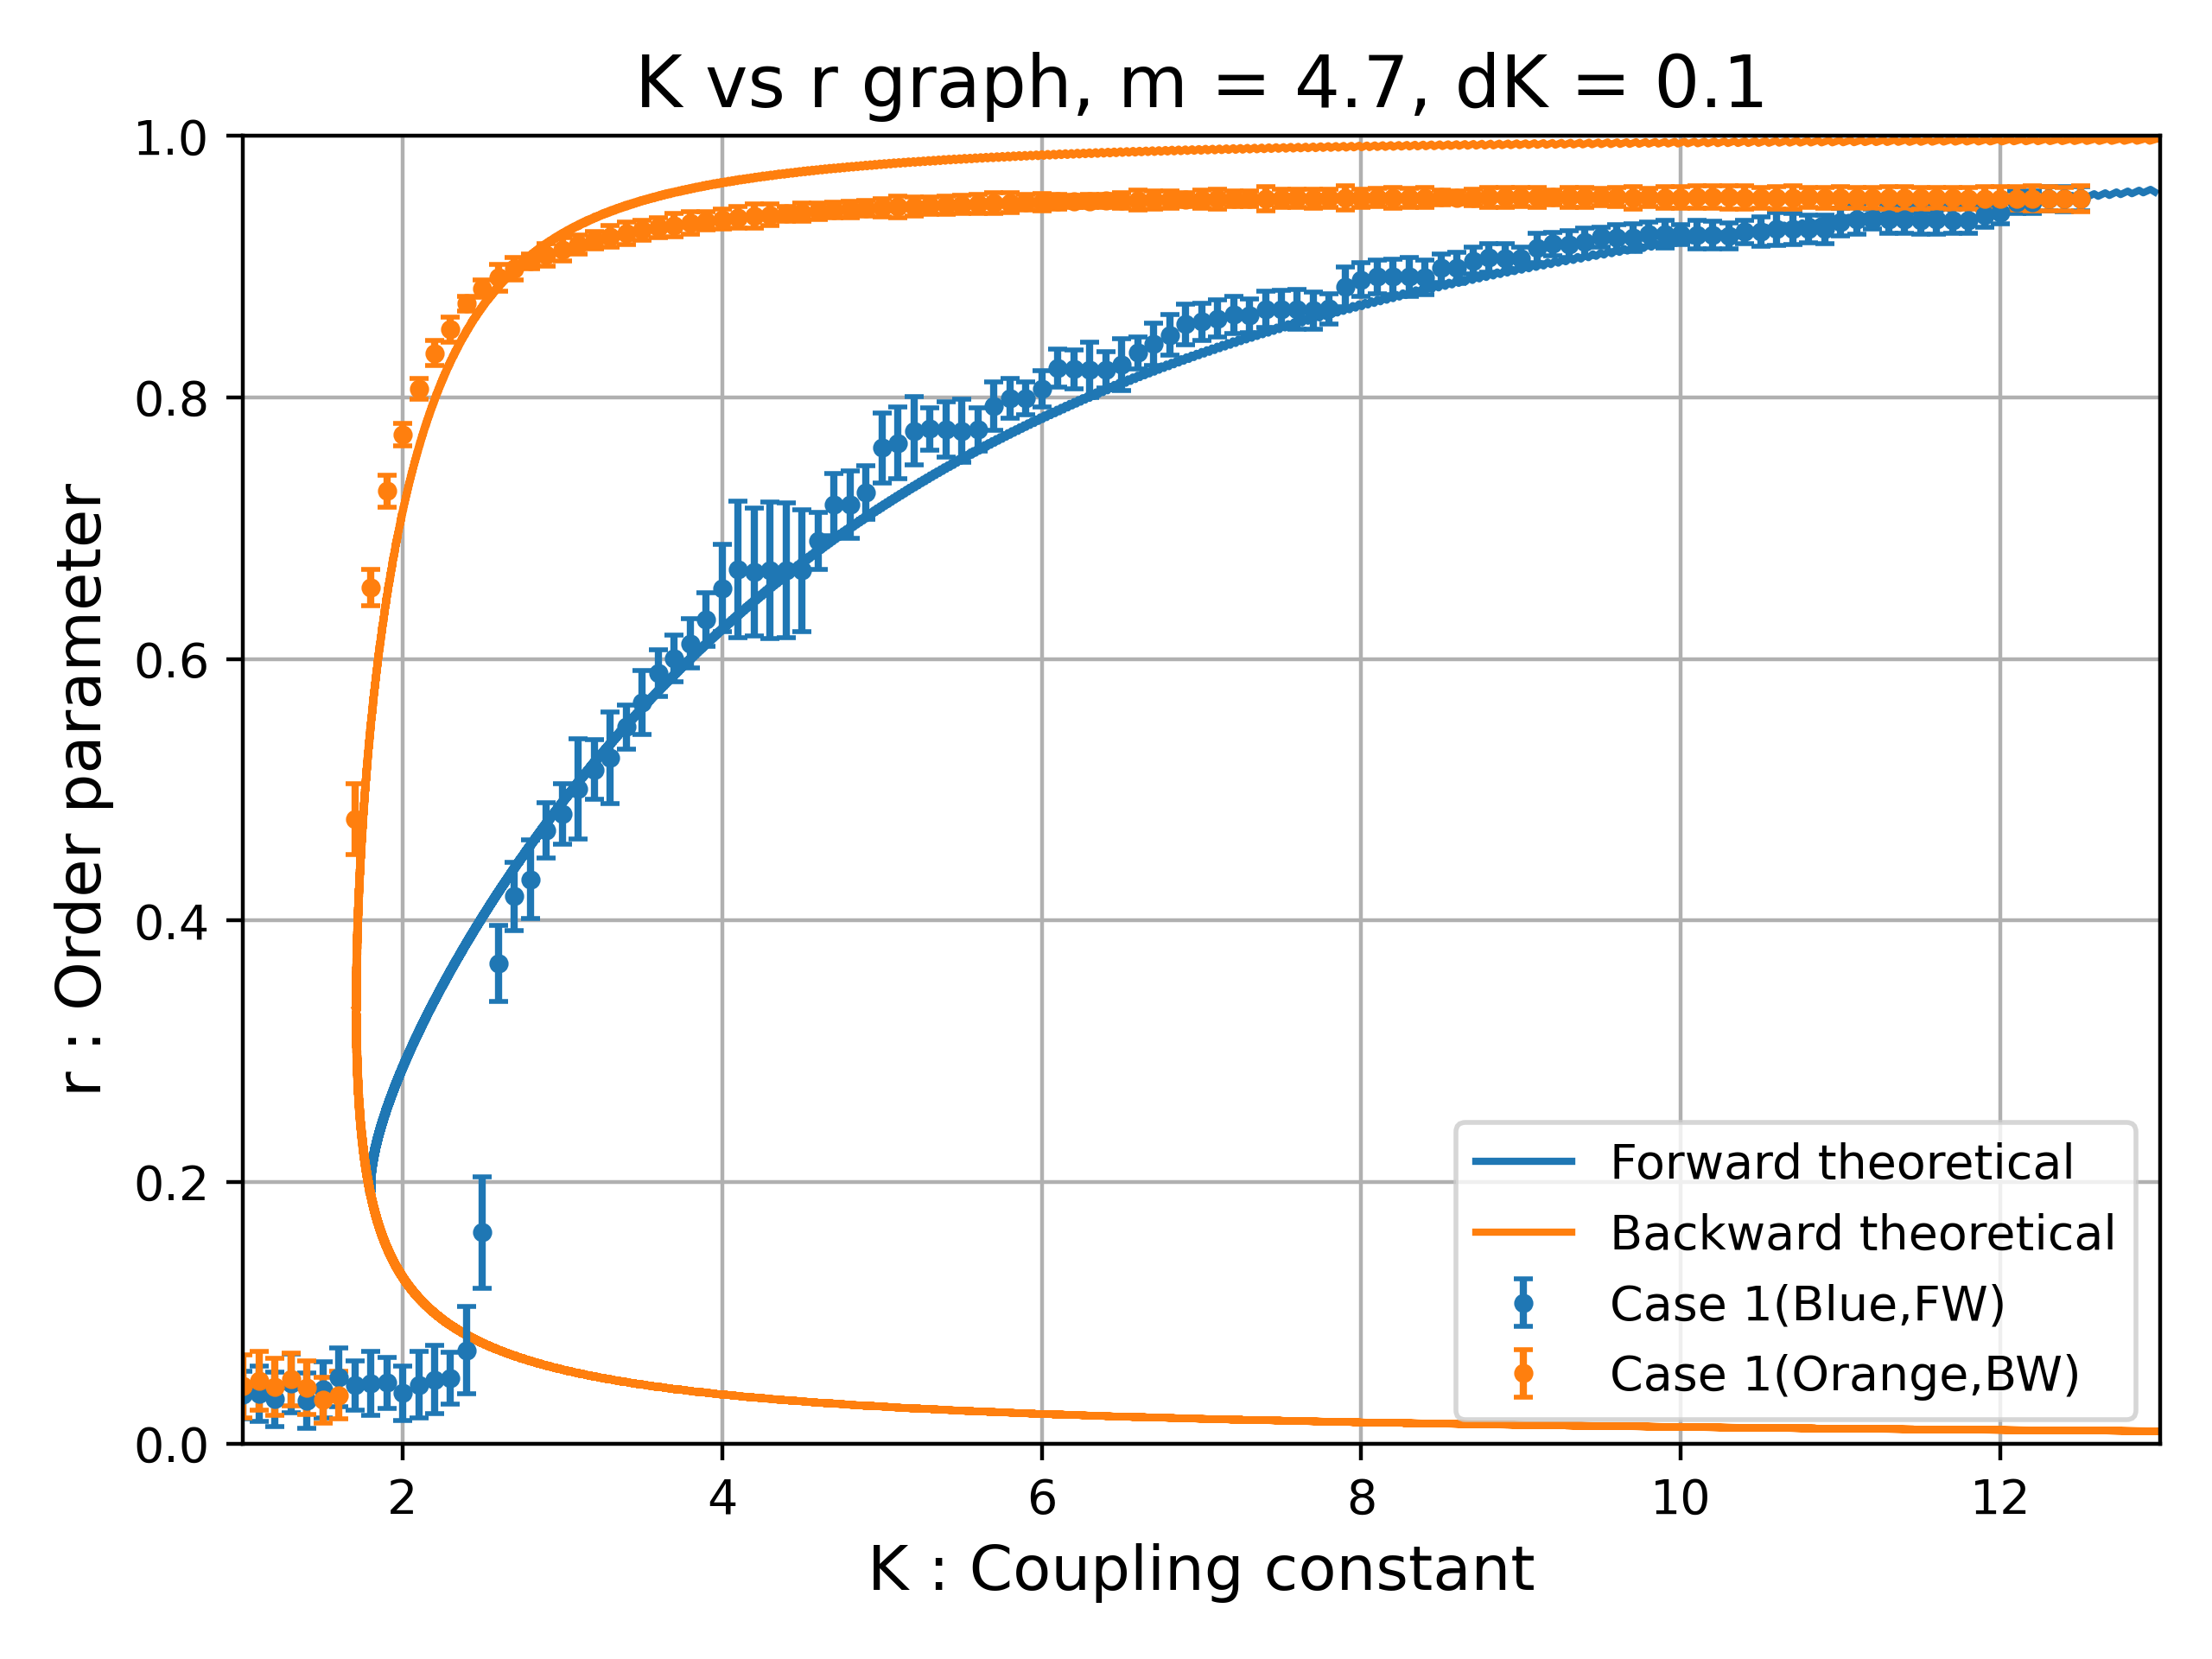 K vs r graph, m = 4.7, dK = 0.1
1.0
0.8
0.6
0.4
0.2
0.0
r : Order parameter
2 4 6 8 10 12
K : Coupling constant
Forward theoretical
Backward theoretical
Case 1(Blue,FW)
Case 1(Orange,BW)